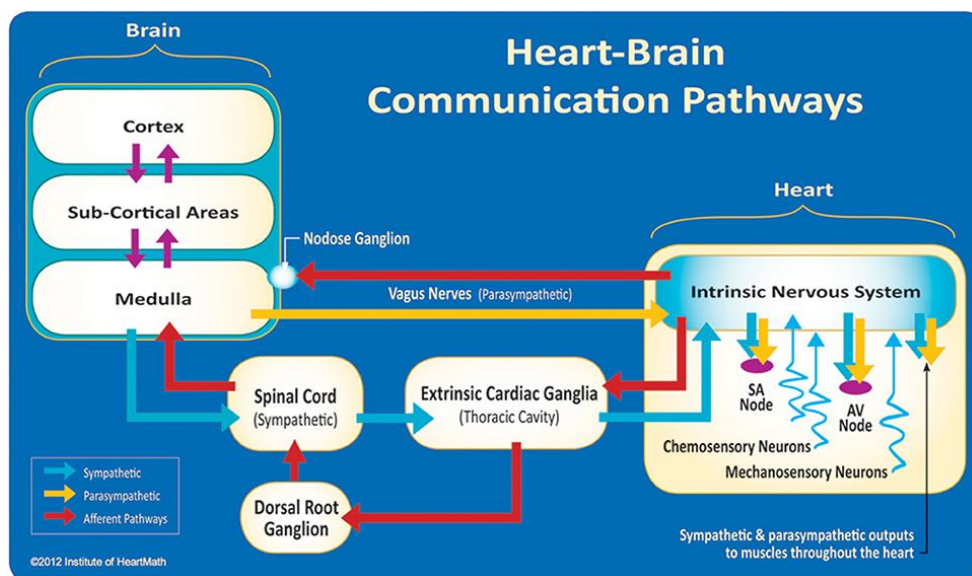 Brain
Heart-Brain
Communication Pathways
Cortex
Sub-Cortical Areas
Medulla
Nodose Ganglion
Heart
Vagus Nerves (Parasympathetic)
Intrinsic Nervous System
SA
Node
AV
Node
Chemosensory Neurons
Mechanosensory Neurons
Spinal Cord
(Sympathetic)
Extrinsic Cardiac Ganglia
(Thoracic Cavity)
Dorsal Root
Ganglion
Sympathetic
Parasympathetic
Afferent Pathways
Sympathetic & parasympathetic outputs
to muscles throughout the heart
©2012 Institute of HeartMath